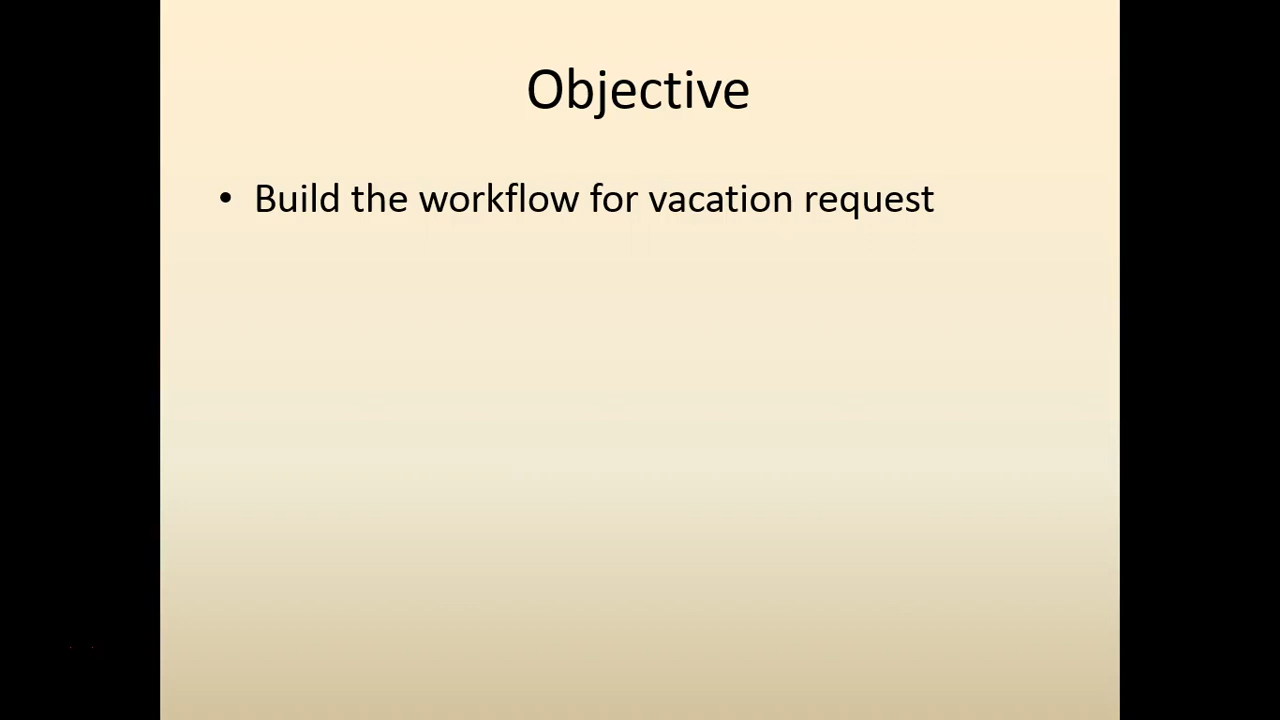 Objective
• Build the workflow for vacation request